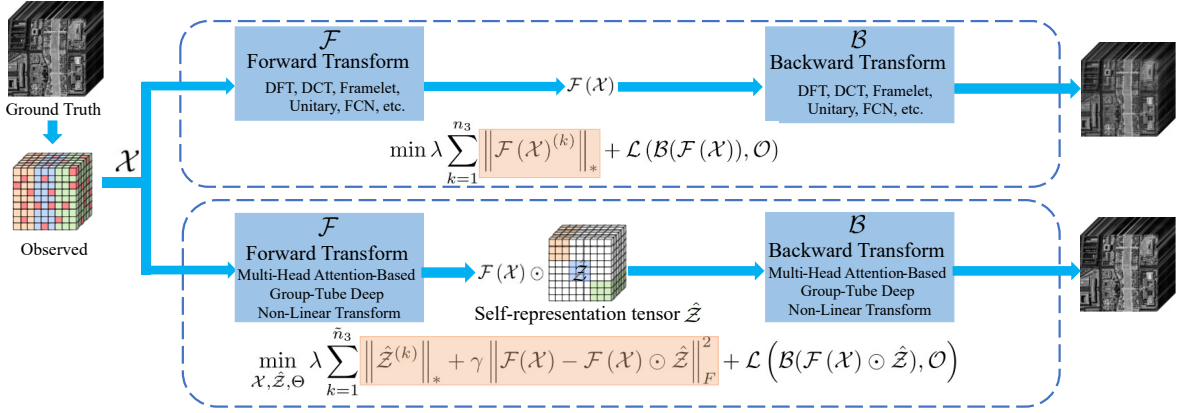 Ground Truth
𝒳
Observed
ℱ
Forward Transform
DFT, DCT, Framelet,
Unitary, FCN, etc.
ℱ(𝒳)
ℬ
Backward Transform
DFT, DCT, Framelet,
Unitary, FCN, etc.
min λ ∑_{k=1}^{n_3} ‖ℱ(𝒳)^{(k)}‖_* + ℒ(ℬ(ℱ(𝒳)), 𝒪)
ℱ
Forward Transform
Multi-Head Attention-Based
Group-Tube Deep
Non-Linear Transform
ℱ(𝒳) ⊙
𝒵̂
Self-representation tensor 𝒵̂
ℬ
Backward Transform
Multi-Head Attention-Based
Group-Tube Deep
Non-Linear Transform
min_{𝒳,𝒵̂,Θ} λ ∑_{k=1}^{ñ_3} ‖𝒵̂^{(k)}‖_* + γ ‖ℱ(𝒳) − ℱ(𝒳) ⊙ 𝒵̂‖_F^2 + ℒ(ℬ(ℱ(𝒳) ⊙ 𝒵̂), 𝒪)